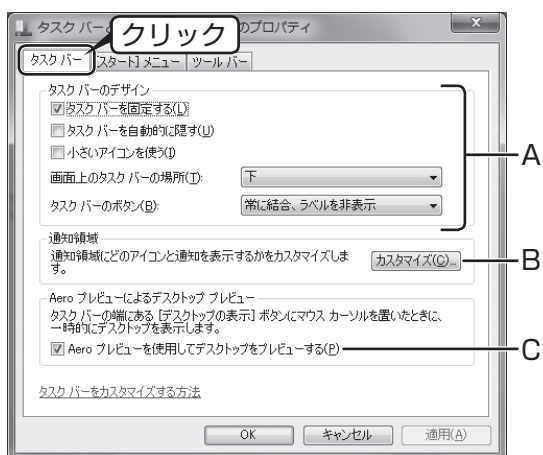 タスク バーと
のプロパティ
クリック
タスク バー
[スタート] メニュー
ツール バー
タスク バーのデザイン
タスク バーを固定する(L)
タスク バーを自動的に隠す(U)
小さいアイコンを使う(I)
画面上のタスク バーの場所(T):
下
タスク バーのボタン(B):
常に結合、ラベルを非表示
A
通知領域
通知領域にどのアイコンと通知を表示するかをカスタマイズしま
す。
カスタマイズ(C)...
B
Aero プレビューによるデスクトップ プレビュー
タスク バーの端にある [デスクトップの表示] ボタンにマウス カーソルを置いたときに、
一時的にデスクトップを表示します。
Aero プレビューを使用してデスクトップをプレビューする(P)
C
タスク バーをカスタマイズする方法
OK
キャンセル
適用(A)